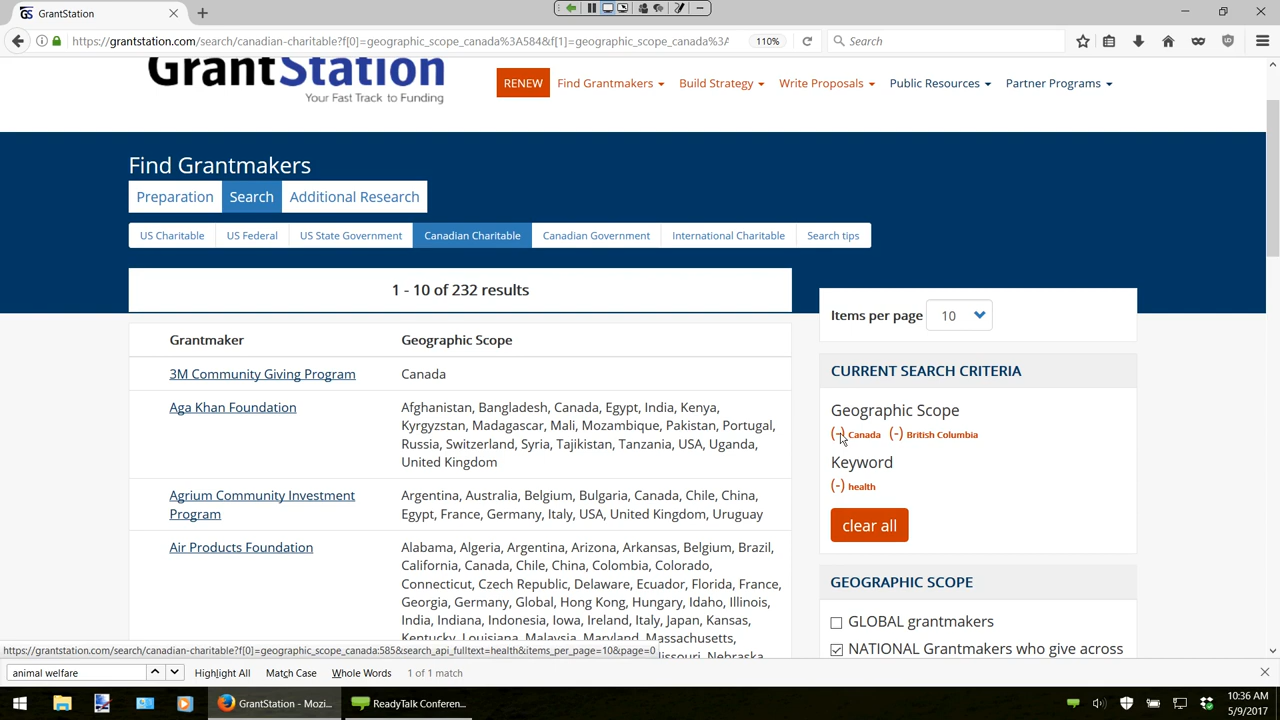 GrantStation
https://grantstation.com/search/canadian-charitable?f[0]=geographic_scope_canada%3A584&f[1]=geographic_scope_canada%3A
110%
Search
GrantStation
Your Fast Track to Funding
RENEW
Find Grantmakers
Build Strategy
Write Proposals
Public Resources
Partner Programs
Find Grantmakers
Preparation
Search
Additional Research
US Charitable
US Federal
US State Government
Canadian Charitable
Canadian Government
International Charitable
Search tips
1 - 10 of 232 results
Items per page 10
Grantmaker
Geographic Scope
3M Community Giving Program
Canada
Aga Khan Foundation
Afghanistan, Bangladesh, Canada, Egypt, India, Kenya,
Kyrgyzstan, Madagascar, Mali, Mozambique, Pakistan, Portugal,
Russia, Switzerland, Syria, Tajikistan, Tanzania, USA, Uganda,
United Kingdom
Agrium Community Investment
Program
Argentina, Australia, Belgium, Bulgaria, Canada, Chile, China,
Egypt, France, Germany, Italy, USA, United Kingdom, Uruguay
Air Products Foundation
Alabama, Algeria, Argentina, Arizona, Arkansas, Belgium, Brazil,
California, Canada, Chile, China, Colombia, Colorado,
Connecticut, Czech Republic, Delaware, Ecuador, Florida, France,
Georgia, Germany, Global, Hong Kong, Hungary, Idaho, Illinois,
India, Indiana, Indonesia, Iowa, Ireland, Italy, Japan, Kansas,
Kentucky, Louisiana, Malaysia, Maryland, Massachusetts,
Missouri, Nebraska,
CURRENT SEARCH CRITERIA
Geographic Scope
(-) Canada (-) British Columbia
Keyword
(-) health
clear all
GEOGRAPHIC SCOPE
GLOBAL grantmakers
NATIONAL Grantmakers who give across
https://grantstation.com/search/canadian-charitable?f[0]=geographic_scope_canada:585&search_api_fulltext=health&items_per_page=10&page=0
animal welfare
Highlight All
Match Case
Whole Words
1 of 1 match
GrantStation - Mozi...
ReadyTalk Conferen...
10:36 AM
5/9/2017